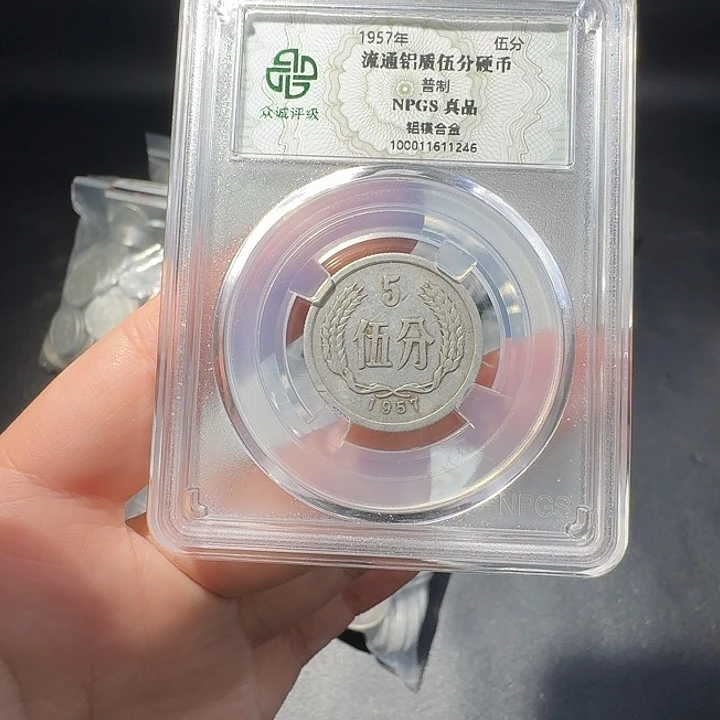 1957年 伍分
流通铝质伍分硬币
普制
NPGS 真品
铝镁合金
100011611246
众诚评级
5
伍分
1957
NPGS